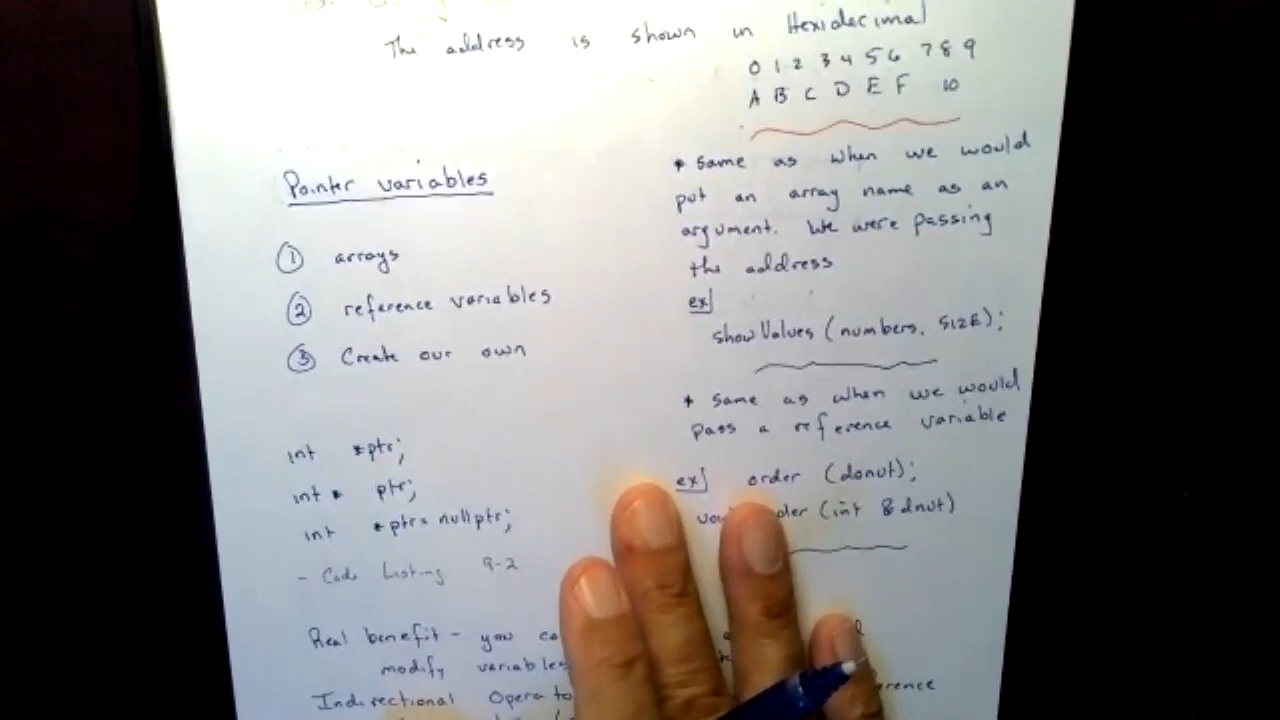 The address is shown in Hexidecimal
0 1 2 3 4 5 6 7 8 9
A B C D E F 10
Pointer variables
① arrays
② reference variables
③ Create our own
int *ptr;
int* ptr;
int *ptr= nullptr;
- Code Listing 9-2
* Same as when we would
put an array name as an
argument. We were passing
the address
ex]
showValues (numbers, SIZE);
* Same as when we would
pass a reference variable
ex] order (donut);
(int &dnut)
Real benefit - you
modify variables
Indirectional